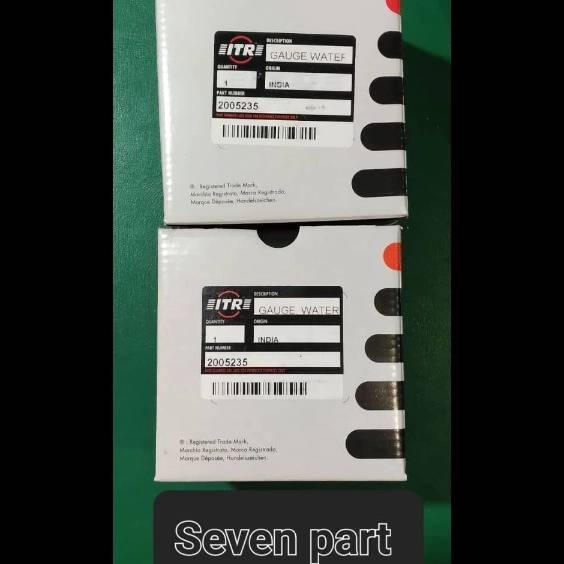 ITR
DESCRIPTION
GAUGE WATER
QUANTITY
ORIGIN
1
INDIA
PART NUMBER
2005235
® : Registered Trade Mark,
Marchio Registrato, Marca Registrada,
Marque Déposée, Handelszeichen.
ITR
DESCRIPTION
GAUGE WATER
QUANTITY
ORIGIN
1
INDIA
PART NUMBER
2005235
® : Registered Trade Mark,
Marchio Registrato, Marca Registrada,
Marque Déposée, Handelszeichen.
Seven part